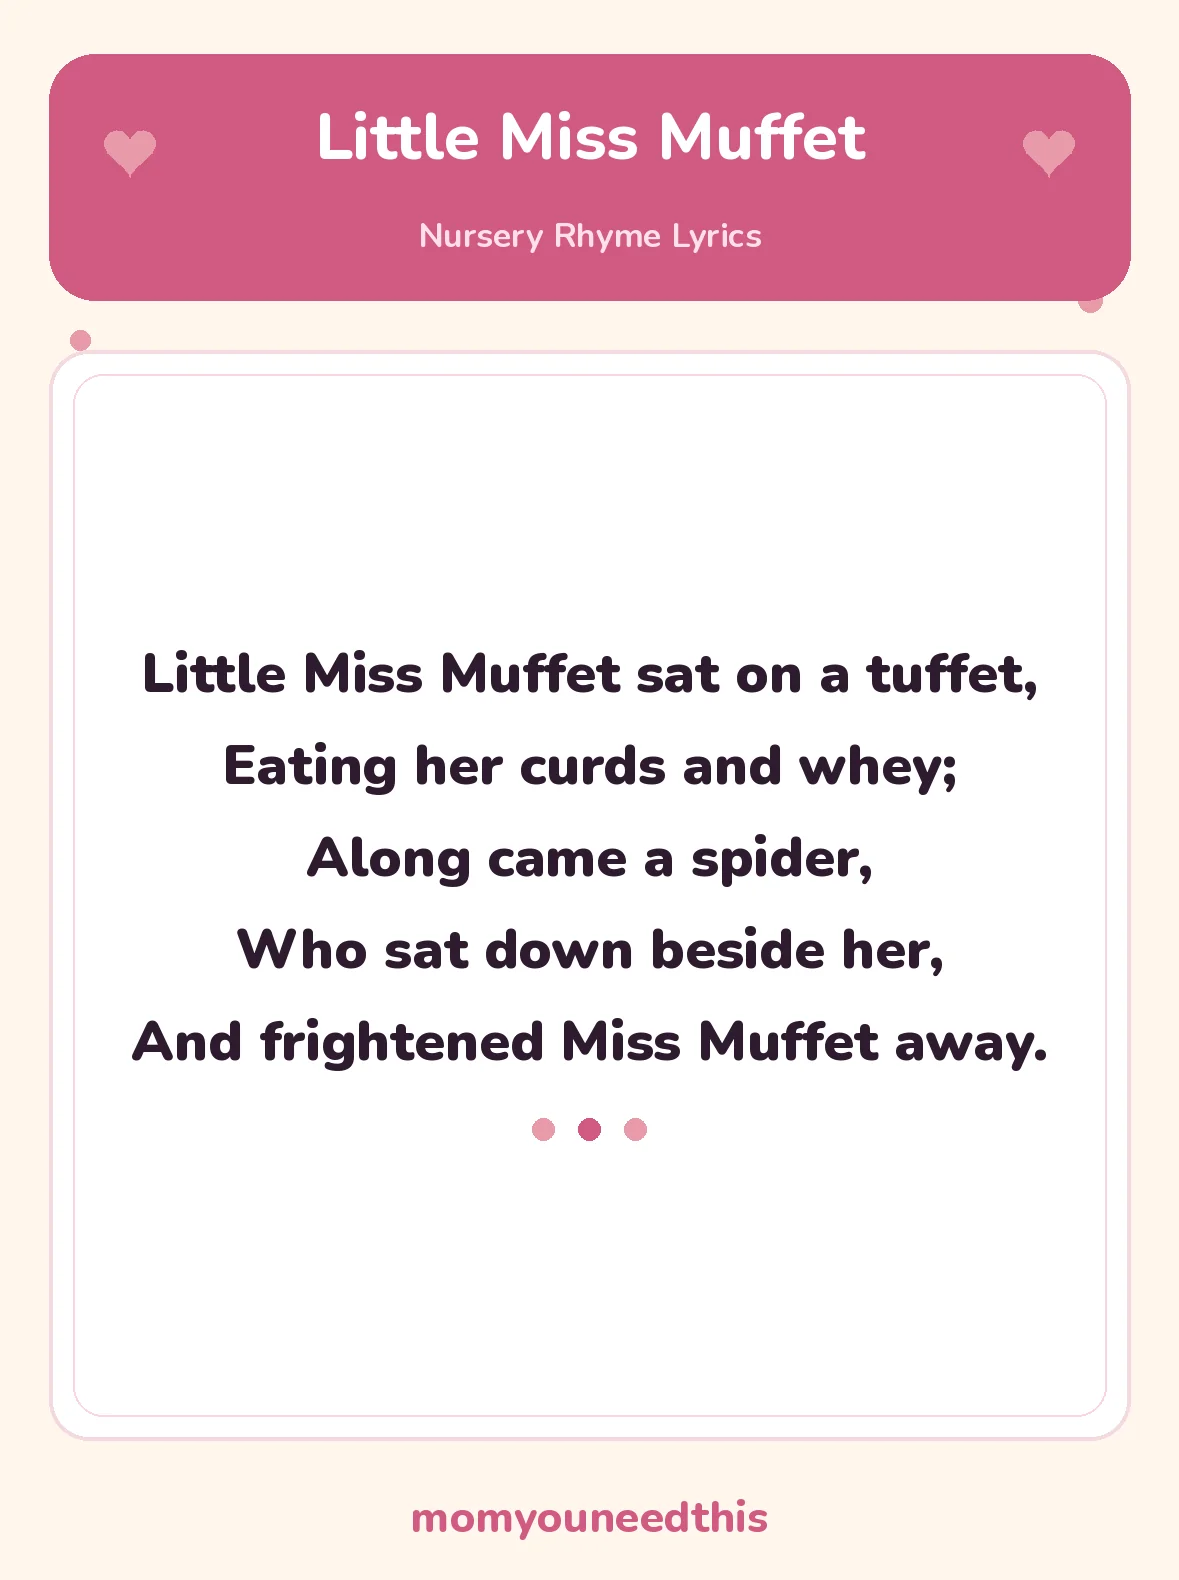 Little Miss Muffet
Nursery Rhyme Lyrics
Little Miss Muffet sat on a tuffet,
Eating her curds and whey;
Along came a spider,
Who sat down beside her,
And frightened Miss Muffet away.
momyouneedthis